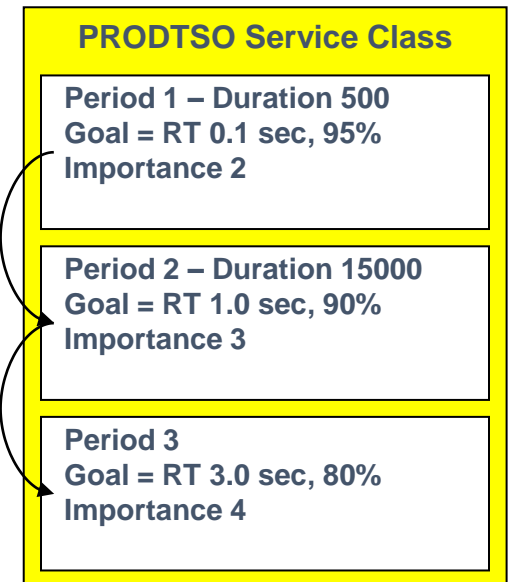 PRODTSO Service Class
Period 1 – Duration 500
Goal = RT 0.1 sec, 95%
Importance 2
Period 2 – Duration 15000
Goal = RT 1.0 sec, 90%
Importance 3
Period 3
Goal = RT 3.0 sec, 80%
Importance 4